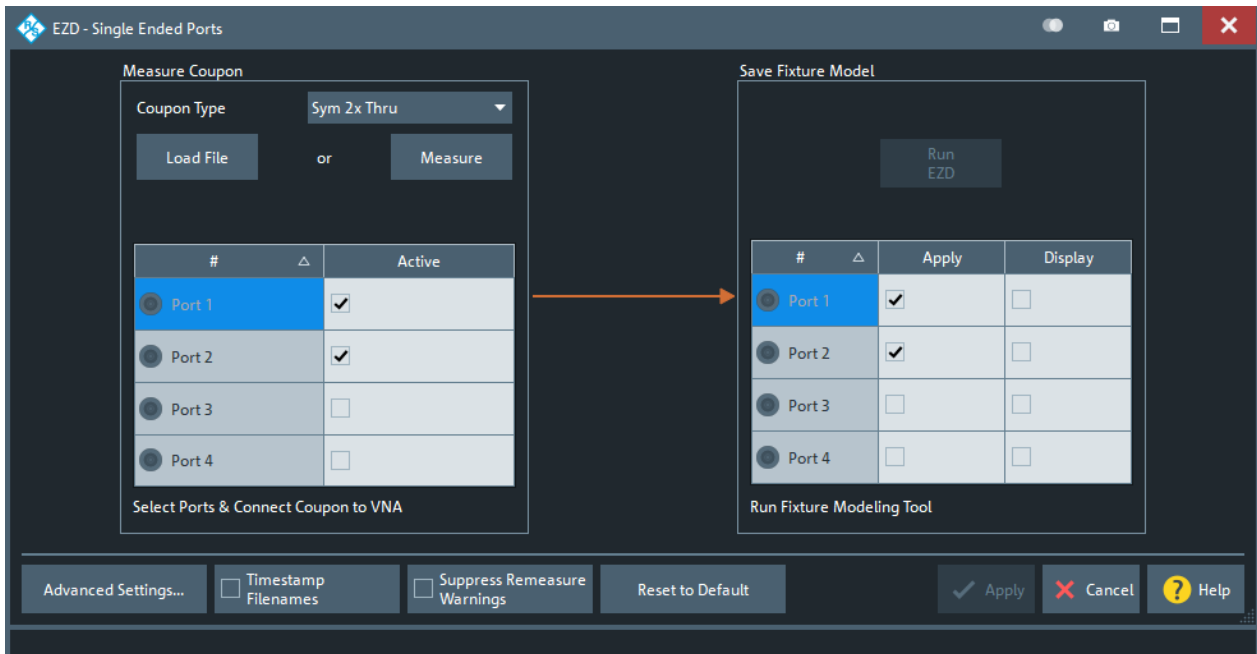 EZD - Single Ended Ports
Measure Coupon
Coupon Type
Sym 2x Thru
Load File
or
Measure
# Active
Port 1
Port 2
Port 3
Port 4
Select Ports & Connect Coupon to VNA
Save Fixture Model
Run
EZD
# Apply Display
Port 1
Port 2
Port 3
Port 4
Run Fixture Modeling Tool
Advanced Settings...
Timestamp
Filenames
Suppress Remeasure
Warnings
Reset to Default
Apply
Cancel
? Help